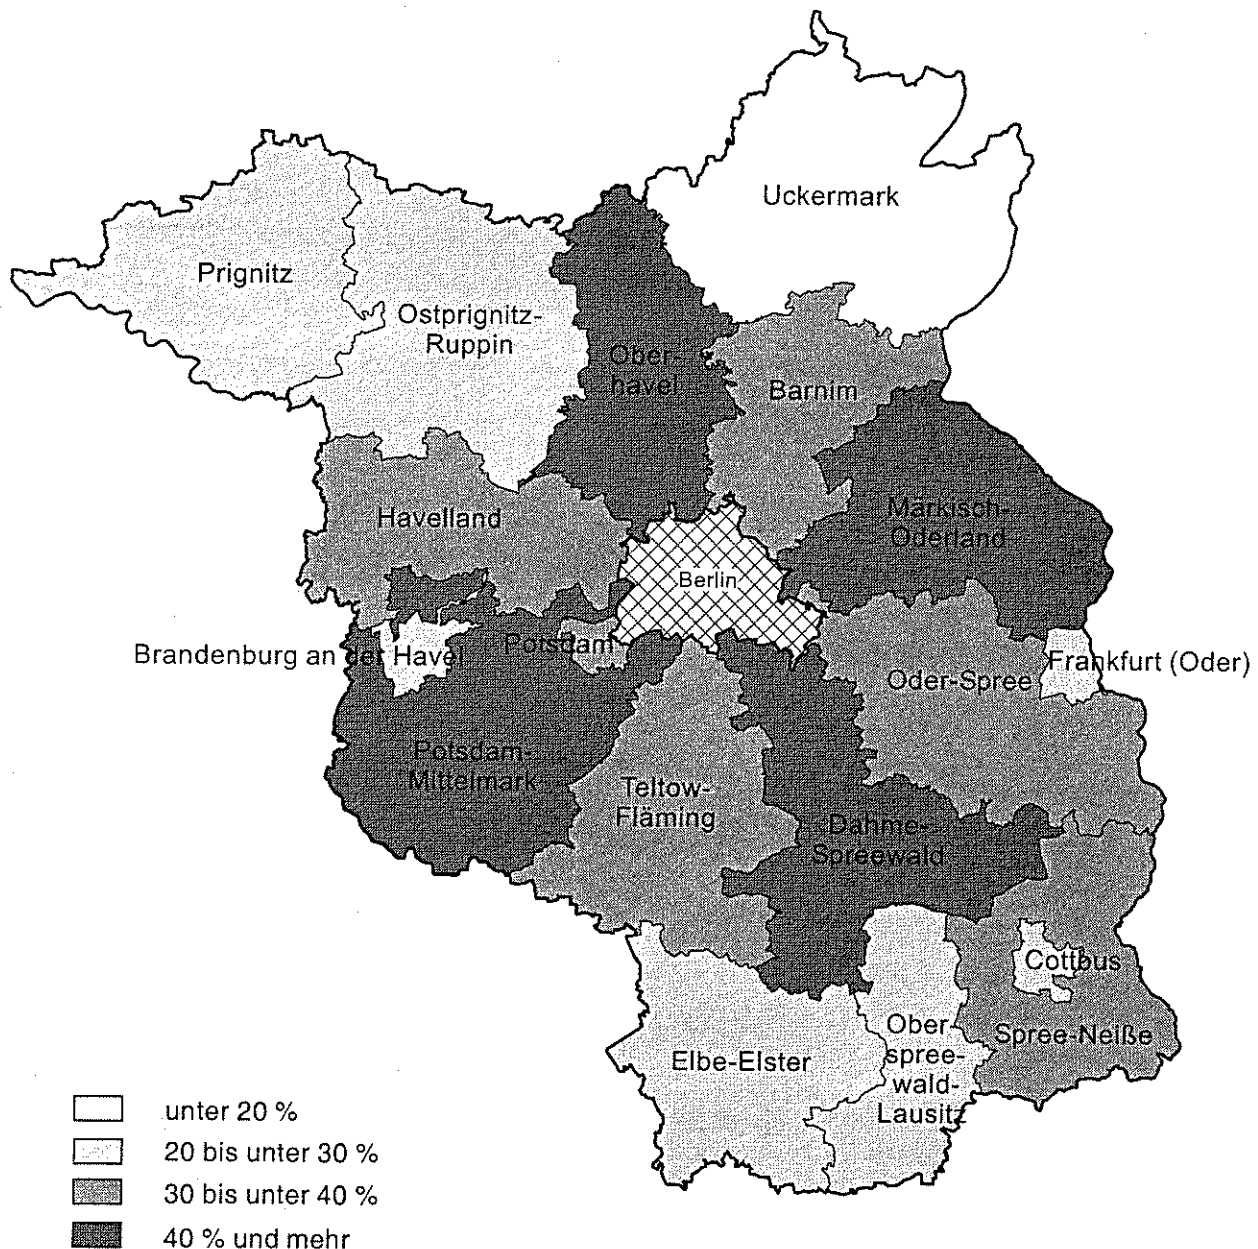 Uckermark
Prignitz
Ostprignitz-
Ruppin
Ober-
havel
Barnim
Havelland
Märkisch-
Oderland
Berlin
Brandenburg an der Havel
Potsdam
Frankfurt (Oder)
Oder-Spree
Potsdam-
Mittelmark
Teltow-
Fläming
Dahme-
Spreewald
Cottbus
Spree-Neiße
Elbe-Elster
Ober-
spree-
wald-
Lausitz
unter 20 %
20 bis unter 30 %
30 bis unter 40 %
40 % und mehr